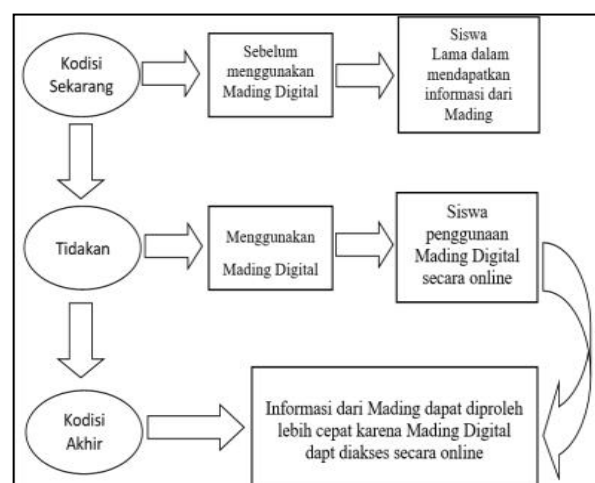 Kodisi
Sekarang
Sebelum
menggunakan
Mading Digital
Siswa
Lama dalam
mendapatkan
informasi dari
Mading
Tidakan
Menggunakan
Mading Digital
Siswa
penggunaan
Mading Digital
secara online
Kodisi
Akhir
Informasi dari Mading dapat diproleh
lebih cepat karena Mading Digital
dapt diakses secara online